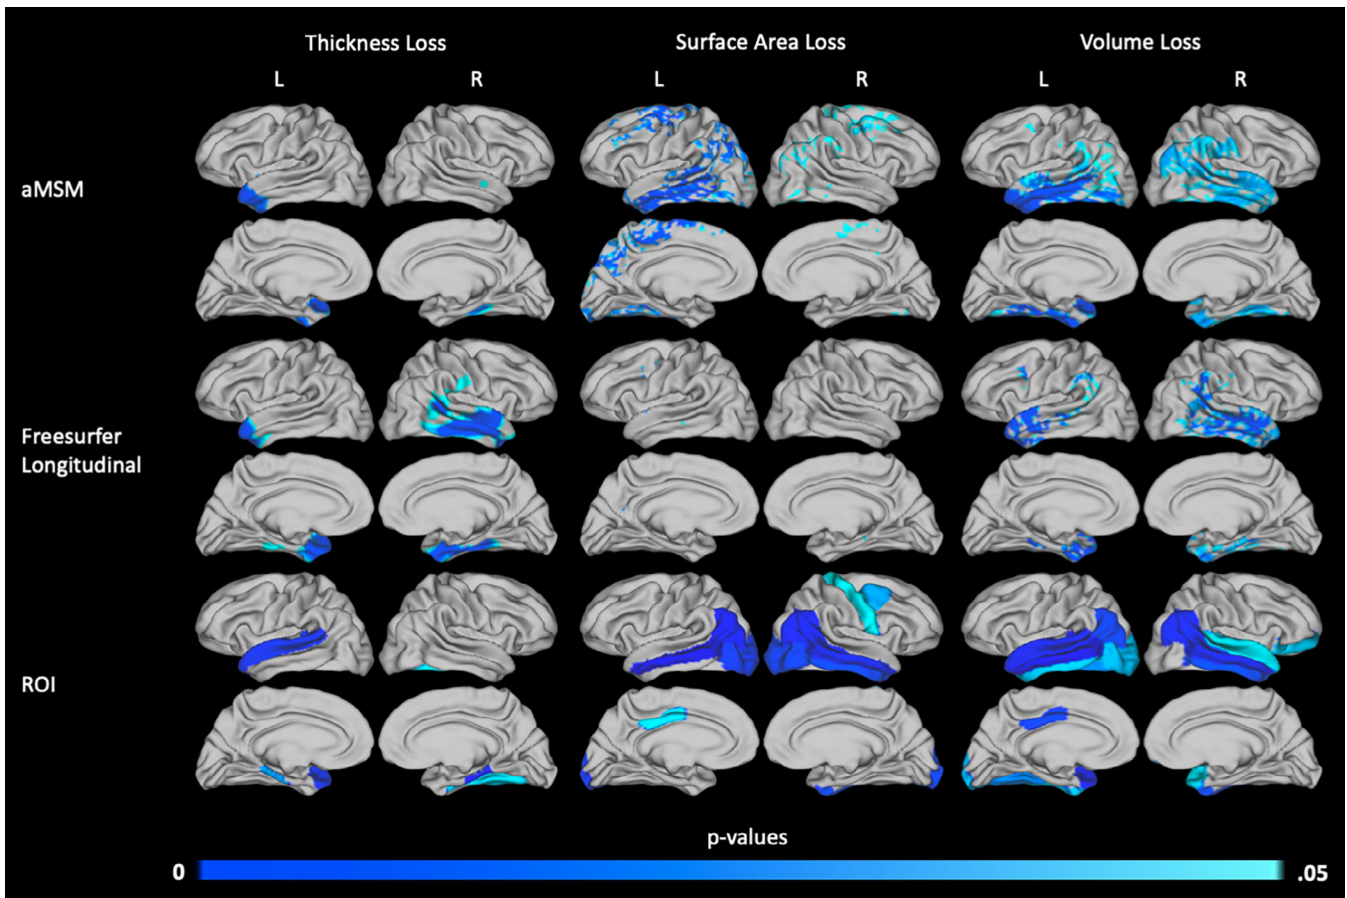 Thickness Loss Surface Area Loss Volume Loss
L R L R L R
aMSM
Freesurfer
Longitudinal
ROI
p-values
0 .05